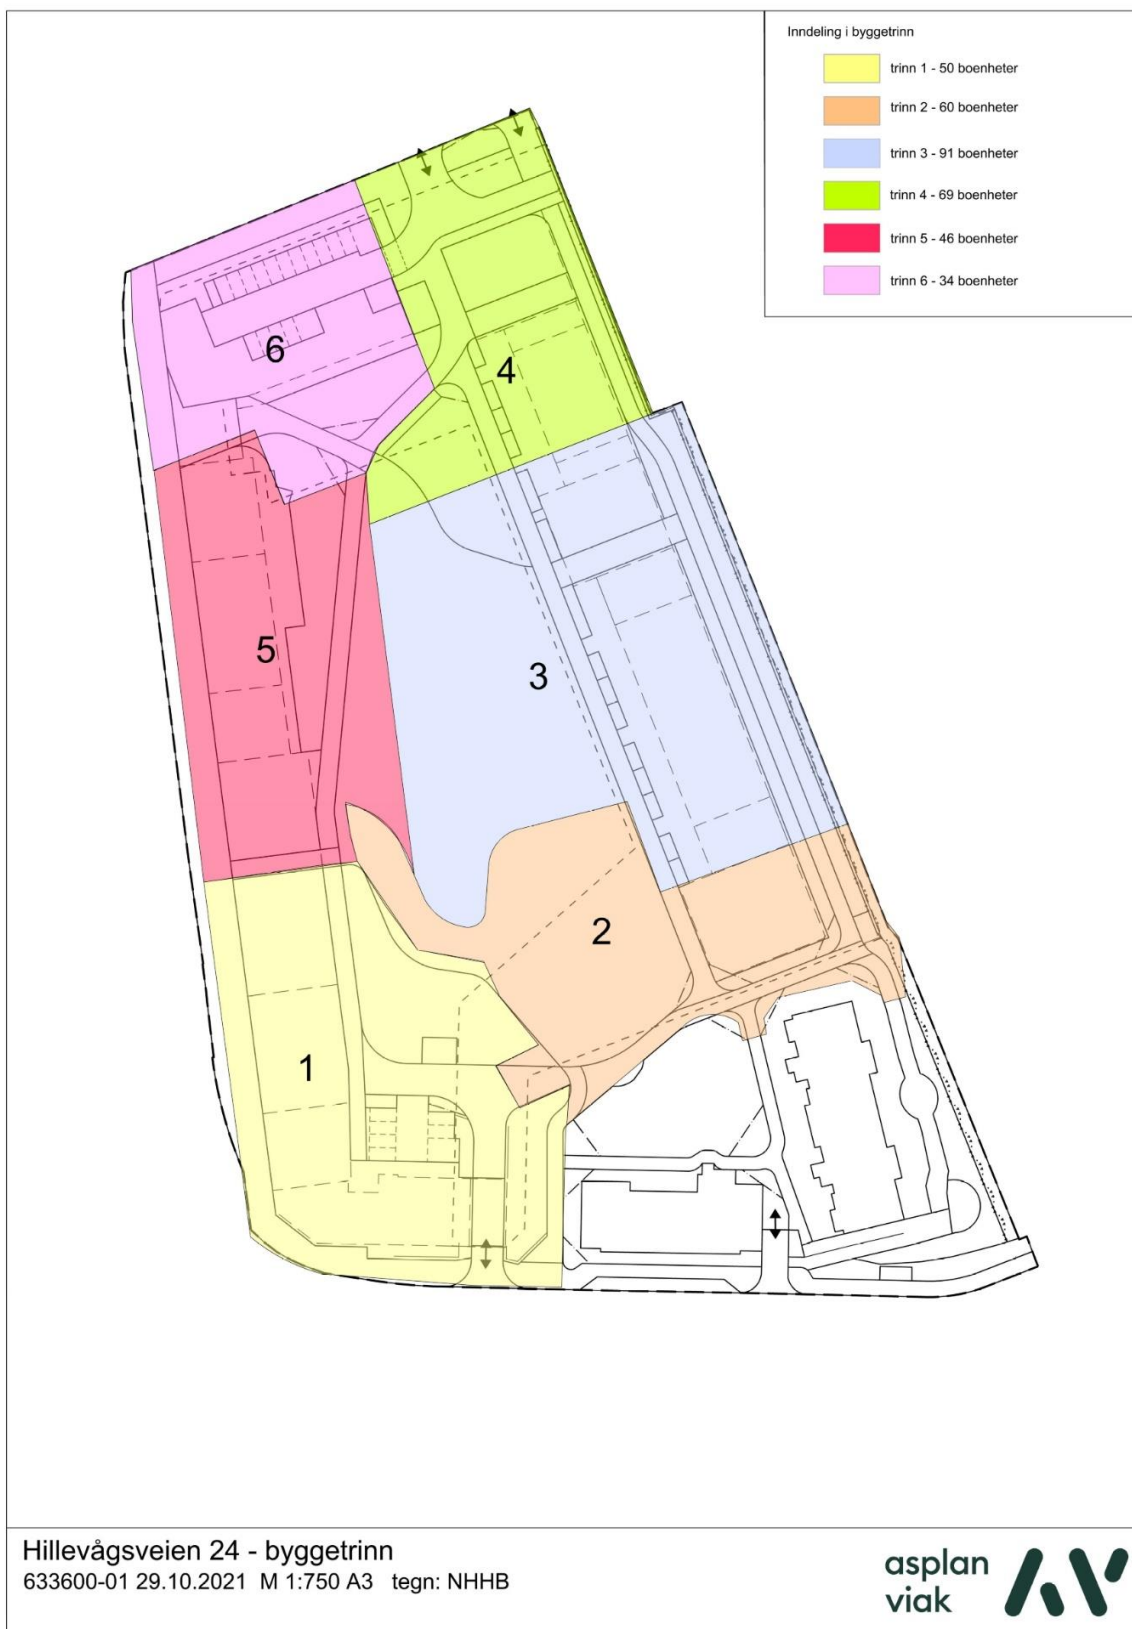 Inndeling i byggetrinn
trinn 1 - 50 boenheter
trinn 2 - 60 boenheter
trinn 3 - 91 boenheter
trinn 4 - 69 boenheter
trinn 5 - 46 boenheter
trinn 6 - 34 boenheter
6
4
5
3
2
1
Hillevågsveien 24 - byggetrinn
633600-01 29.10.2021 M 1:750 A3 tegn: NHHB
asplan
viak